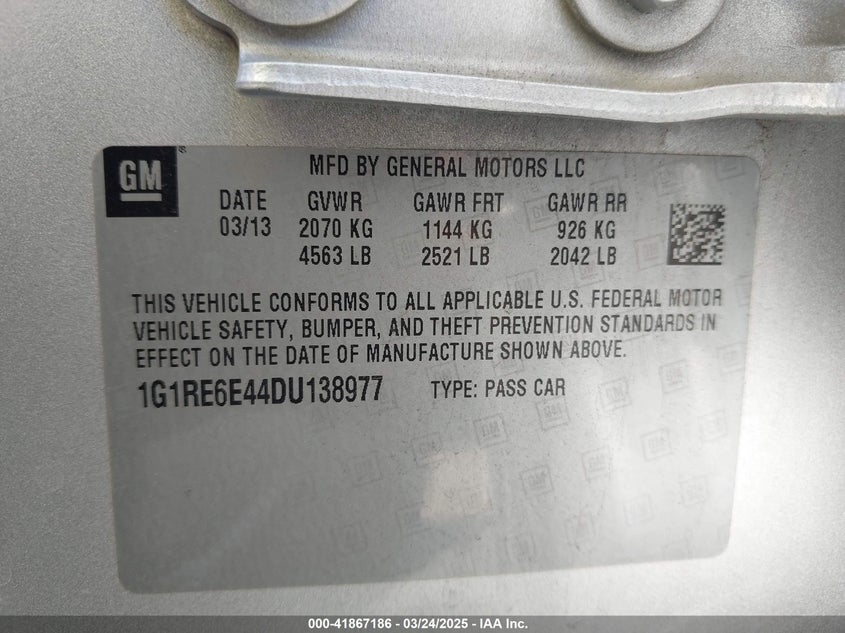 GM®
MFD BY GENERAL MOTORS LLC
DATE GVWR GAWR FRT GAWR RR
03/13 2070 KG 1144 KG 926 KG
4563 LB 2521 LB 2042 LB
THIS VEHICLE CONFORMS TO ALL APPLICABLE U.S. FEDERAL MOTOR
VEHICLE SAFETY, BUMPER, AND THEFT PREVENTION STANDARDS IN
EFFECT ON THE DATE OF MANUFACTURE SHOWN ABOVE.
1G1RE6E44DU138977 TYPE: PASS CAR
000-41867186 - 03/24/2025 - IAA Inc.